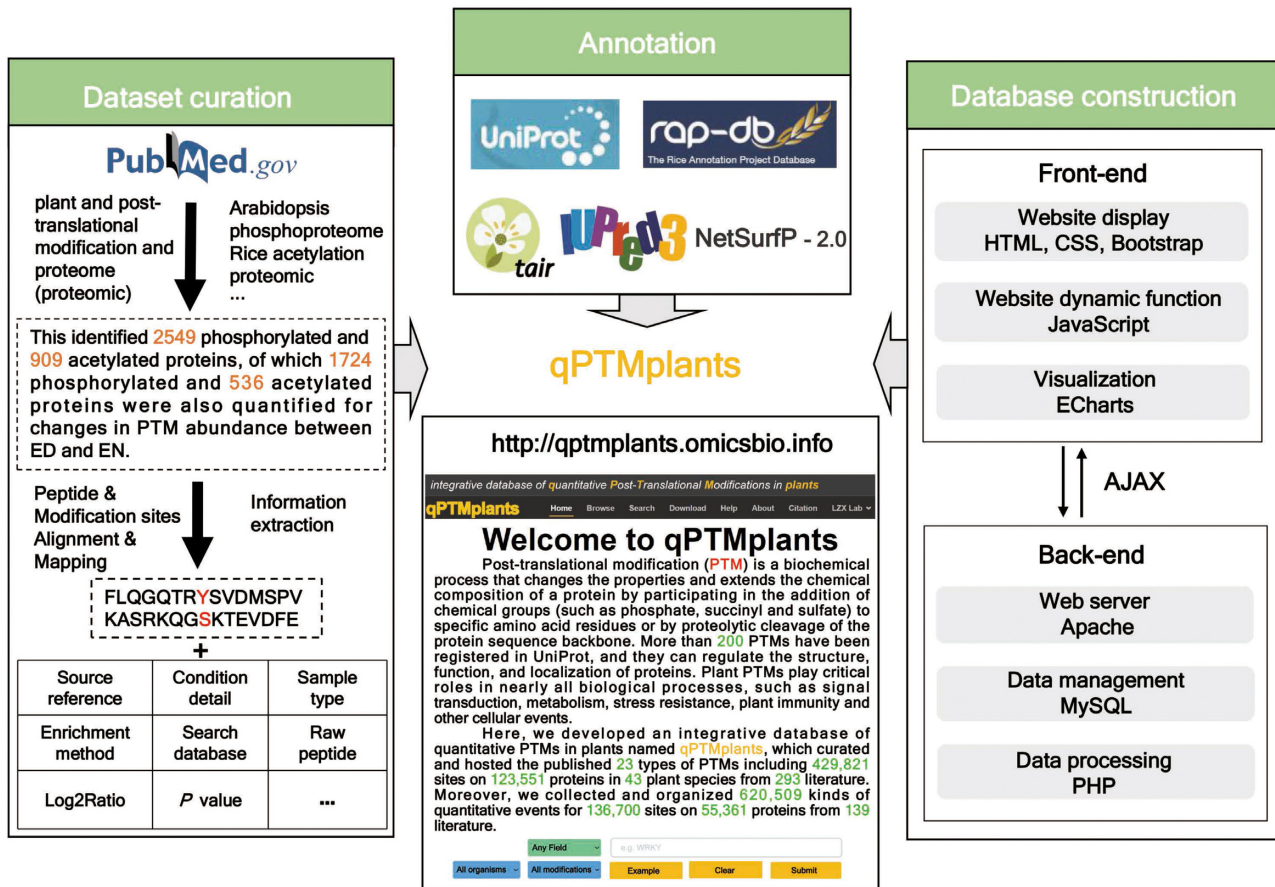 Dataset curation
PubMed.gov
plant and post-
translational
modification and
proteome
(proteomic)
Arabidopsis
phosphoproteome
Rice acetylation
proteomic
...
This identified 2549 phosphorylated and
909 acetylated proteins, of which 1724
phosphorylated and 536 acetylated
proteins were also quantified for
changes in PTM abundance between
ED and EN.
Peptide &
Modification sites
Alignment &
Mapping
Information
extraction
FLQGQTRYSVDMSPV
KASRKQGSKTEVDFE
+
Source
reference
Condition
detail
Sample
type
Enrichment
method
Search
database
Raw
peptide
Log2Ratio
P value
...
Annotation
UniProt
rap-db
The Rice Annotation Project Database
tair
IUPred3
NetSurfP - 2.0
qPTMplants
http://qptmplants.omicsbio.info
integrative database of quantitative Post-Translational Modifications in plants
qPTMplants Home Browse Search Download Help About Citation LZX Lab
Welcome to qPTMplants
Post-translational modification (PTM) is a biochemical
process that changes the properties and extends the chemical
composition of a protein by participating in the addition of
chemical groups (such as phosphate, succinyl and sulfate) to
specific amino acid residues or by proteolytic cleavage of the
protein sequence backbone. More than 200 PTMs have been
registered in UniProt, and they can regulate the structure,
function, and localization of proteins. Plant PTMs play critical
roles in nearly all biological processes, such as signal
transduction, metabolism, stress resistance, plant immunity and
other cellular events.
Here, we developed an integrative database of
quantitative PTMs in plants named qPTMplants, which curated
and hosted the published 23 types of PTMs including 429,821
sites on 123,551 proteins in 43 plant species from 293 literature.
Moreover, we collected and organized 620,509 kinds of
quantitative events for 136,700 sites on 55,361 proteins from 139
literature.
Any Field
e.g. WRKY
All organisms
All modifications
Example
Clear
Submit
Database construction
Front-end
Website display
HTML, CSS, Bootstrap
Website dynamic function
JavaScript
Visualization
ECharts
AJAX
Back-end
Web server
Apache
Data management
MySQL
Data processing
PHP